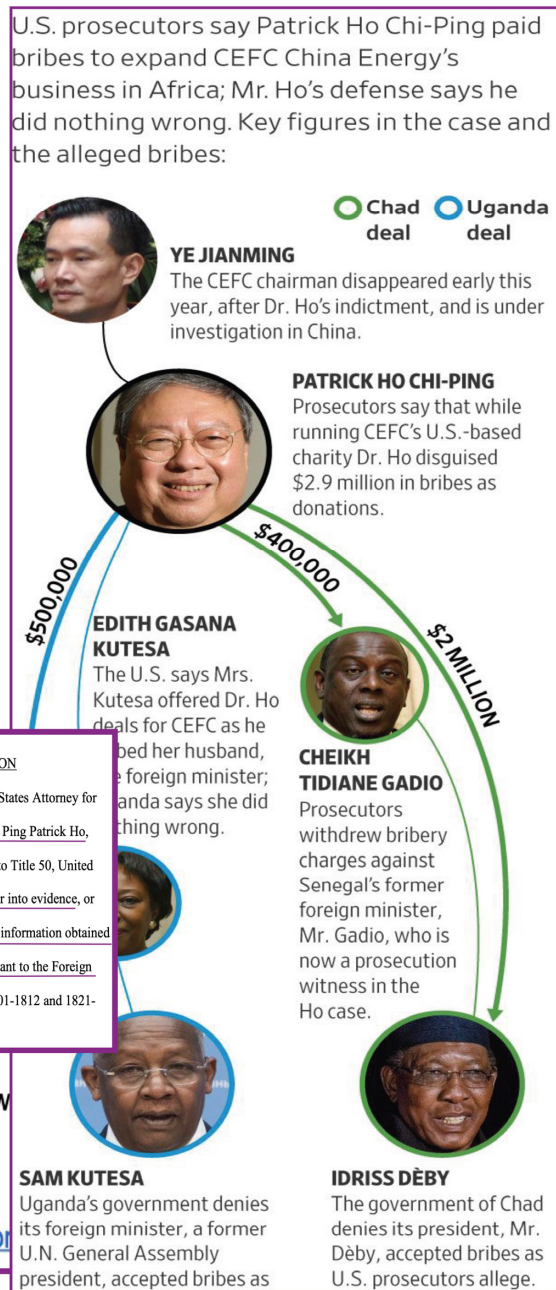 U.S. prosecutors say Patrick Ho Chi-Ping paid
bribes to expand CEFC China Energy's
business in Africa; Mr. Ho's defense says he
did nothing wrong. Key figures in the case and
the alleged bribes:
Chad
deal
Uganda
deal
YE JIANMING
The CEFC chairman disappeared early this
year, after Dr. Ho's indictment, and is under
investigation in China.
PATRICK HO CHI-PING
Prosecutors say that while
running CEFC's U.S.-based
charity Dr. Ho disguised
$2.9 million in bribes as
donations.
$500,000
$400,000
$2 MILLION
EDITH GASANA
KUTESA
The U.S. says Mrs.
Kutesa offered Dr. Ho
deals for CEFC as he
bed her husband,
e foreign minister;
anda says she did
thing wrong.
ON
States Attorney for
Ping Patrick Ho,
to Title 50, United
r into evidence, or
information obtained
ant to the Foreign
01-1812 and 1821-
CHEIKH
TIDIANE GADIO
Prosecutors
withdrew bribery
charges against
Senegal's former
foreign minister,
Mr. Gadio, who is
now a prosecution
witness in the
Ho case.
SAM KUTESA
Uganda's government denies
its foreign minister, a former
U.N. General Assembly
president, accepted bribes as
IDRISS DÈBY
The government of Chad
denies its president, Mr.
Dèby, accepted bribes as
U.S. prosecutors allege.